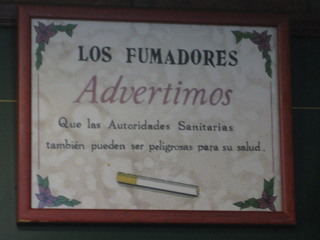 LOS FUMADORES
Advertimos
Que las Autoridades Sanitarias
también pueden ser peligrosas para su salud.